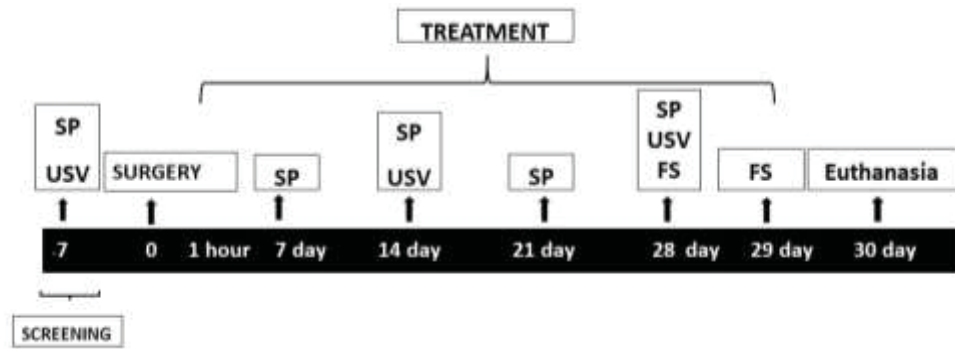 TREATMENT
SP
USV
SURGERY
SP
SP
USV
SP
SP
USV
FS
FS
Euthanasia
-7 0 1 hour 7 day 14 day 21 day 28 day 29 day 30 day
SCREENING